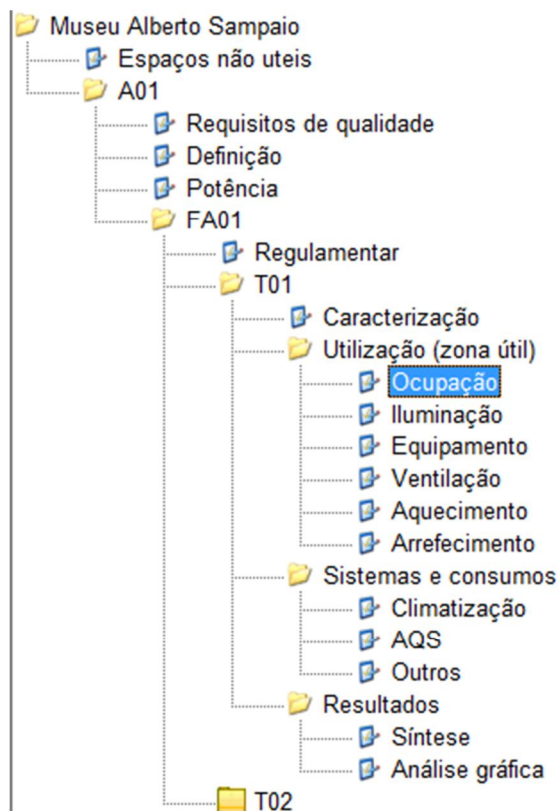 Museu Alberto Sampaio
Espaços não uteis
A01
Requisitos de qualidade
Definição
Potência
FA01
Regulamentar
T01
Caracterização
Utilização (zona útil)
Ocupação
Iluminação
Equipamento
Ventilação
Aquecimento
Arrefecimento
Sistemas e consumos
Climatização
AQS
Outros
Resultados
Síntese
Análise gráfica
T02